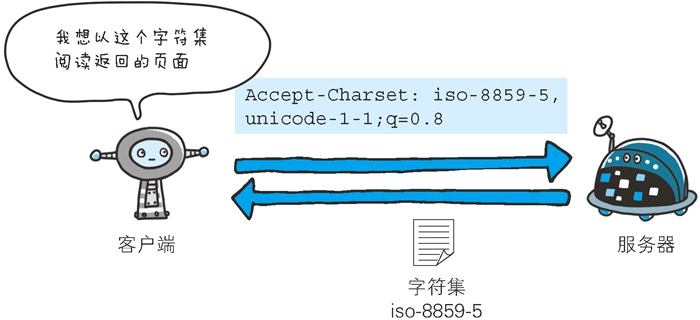 我想以这个字符集
阅读返回的页面
Accept-Charset: iso-8859-5,
unicode-1-1;q=0.8
客户端
服务器
字符集
iso-8859-5